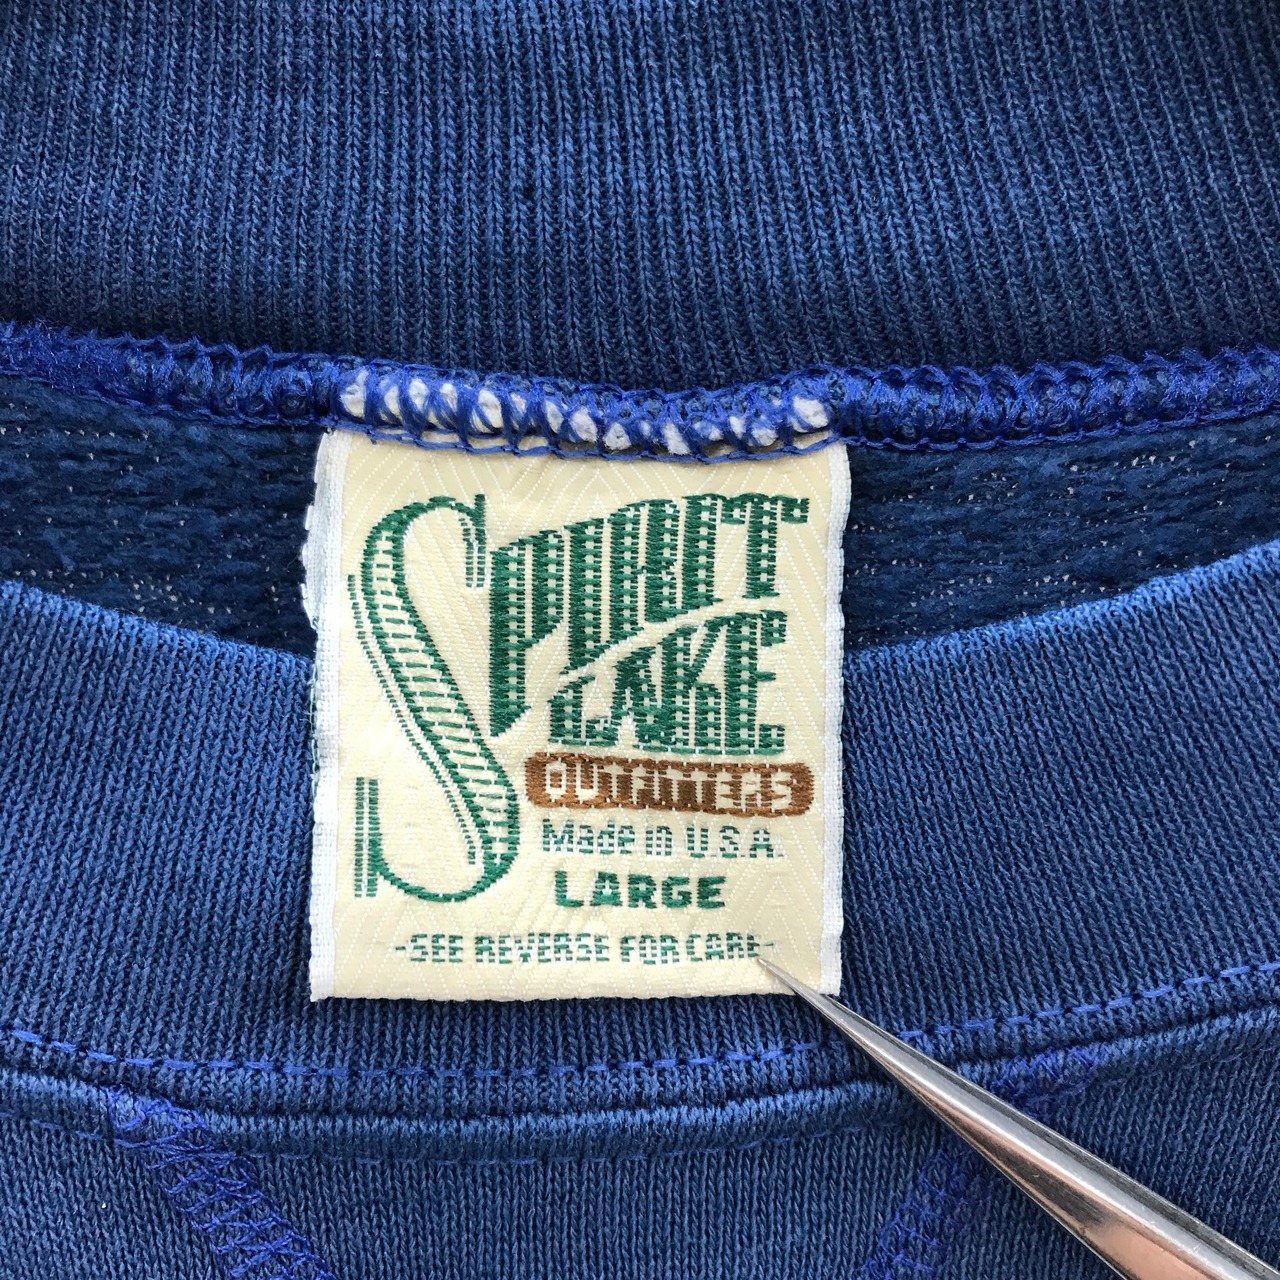 SPIRIT
LAKE
OUTFITTERS
Made in U.S.A.
LARGE
-SEE REVERSE FOR CARE-